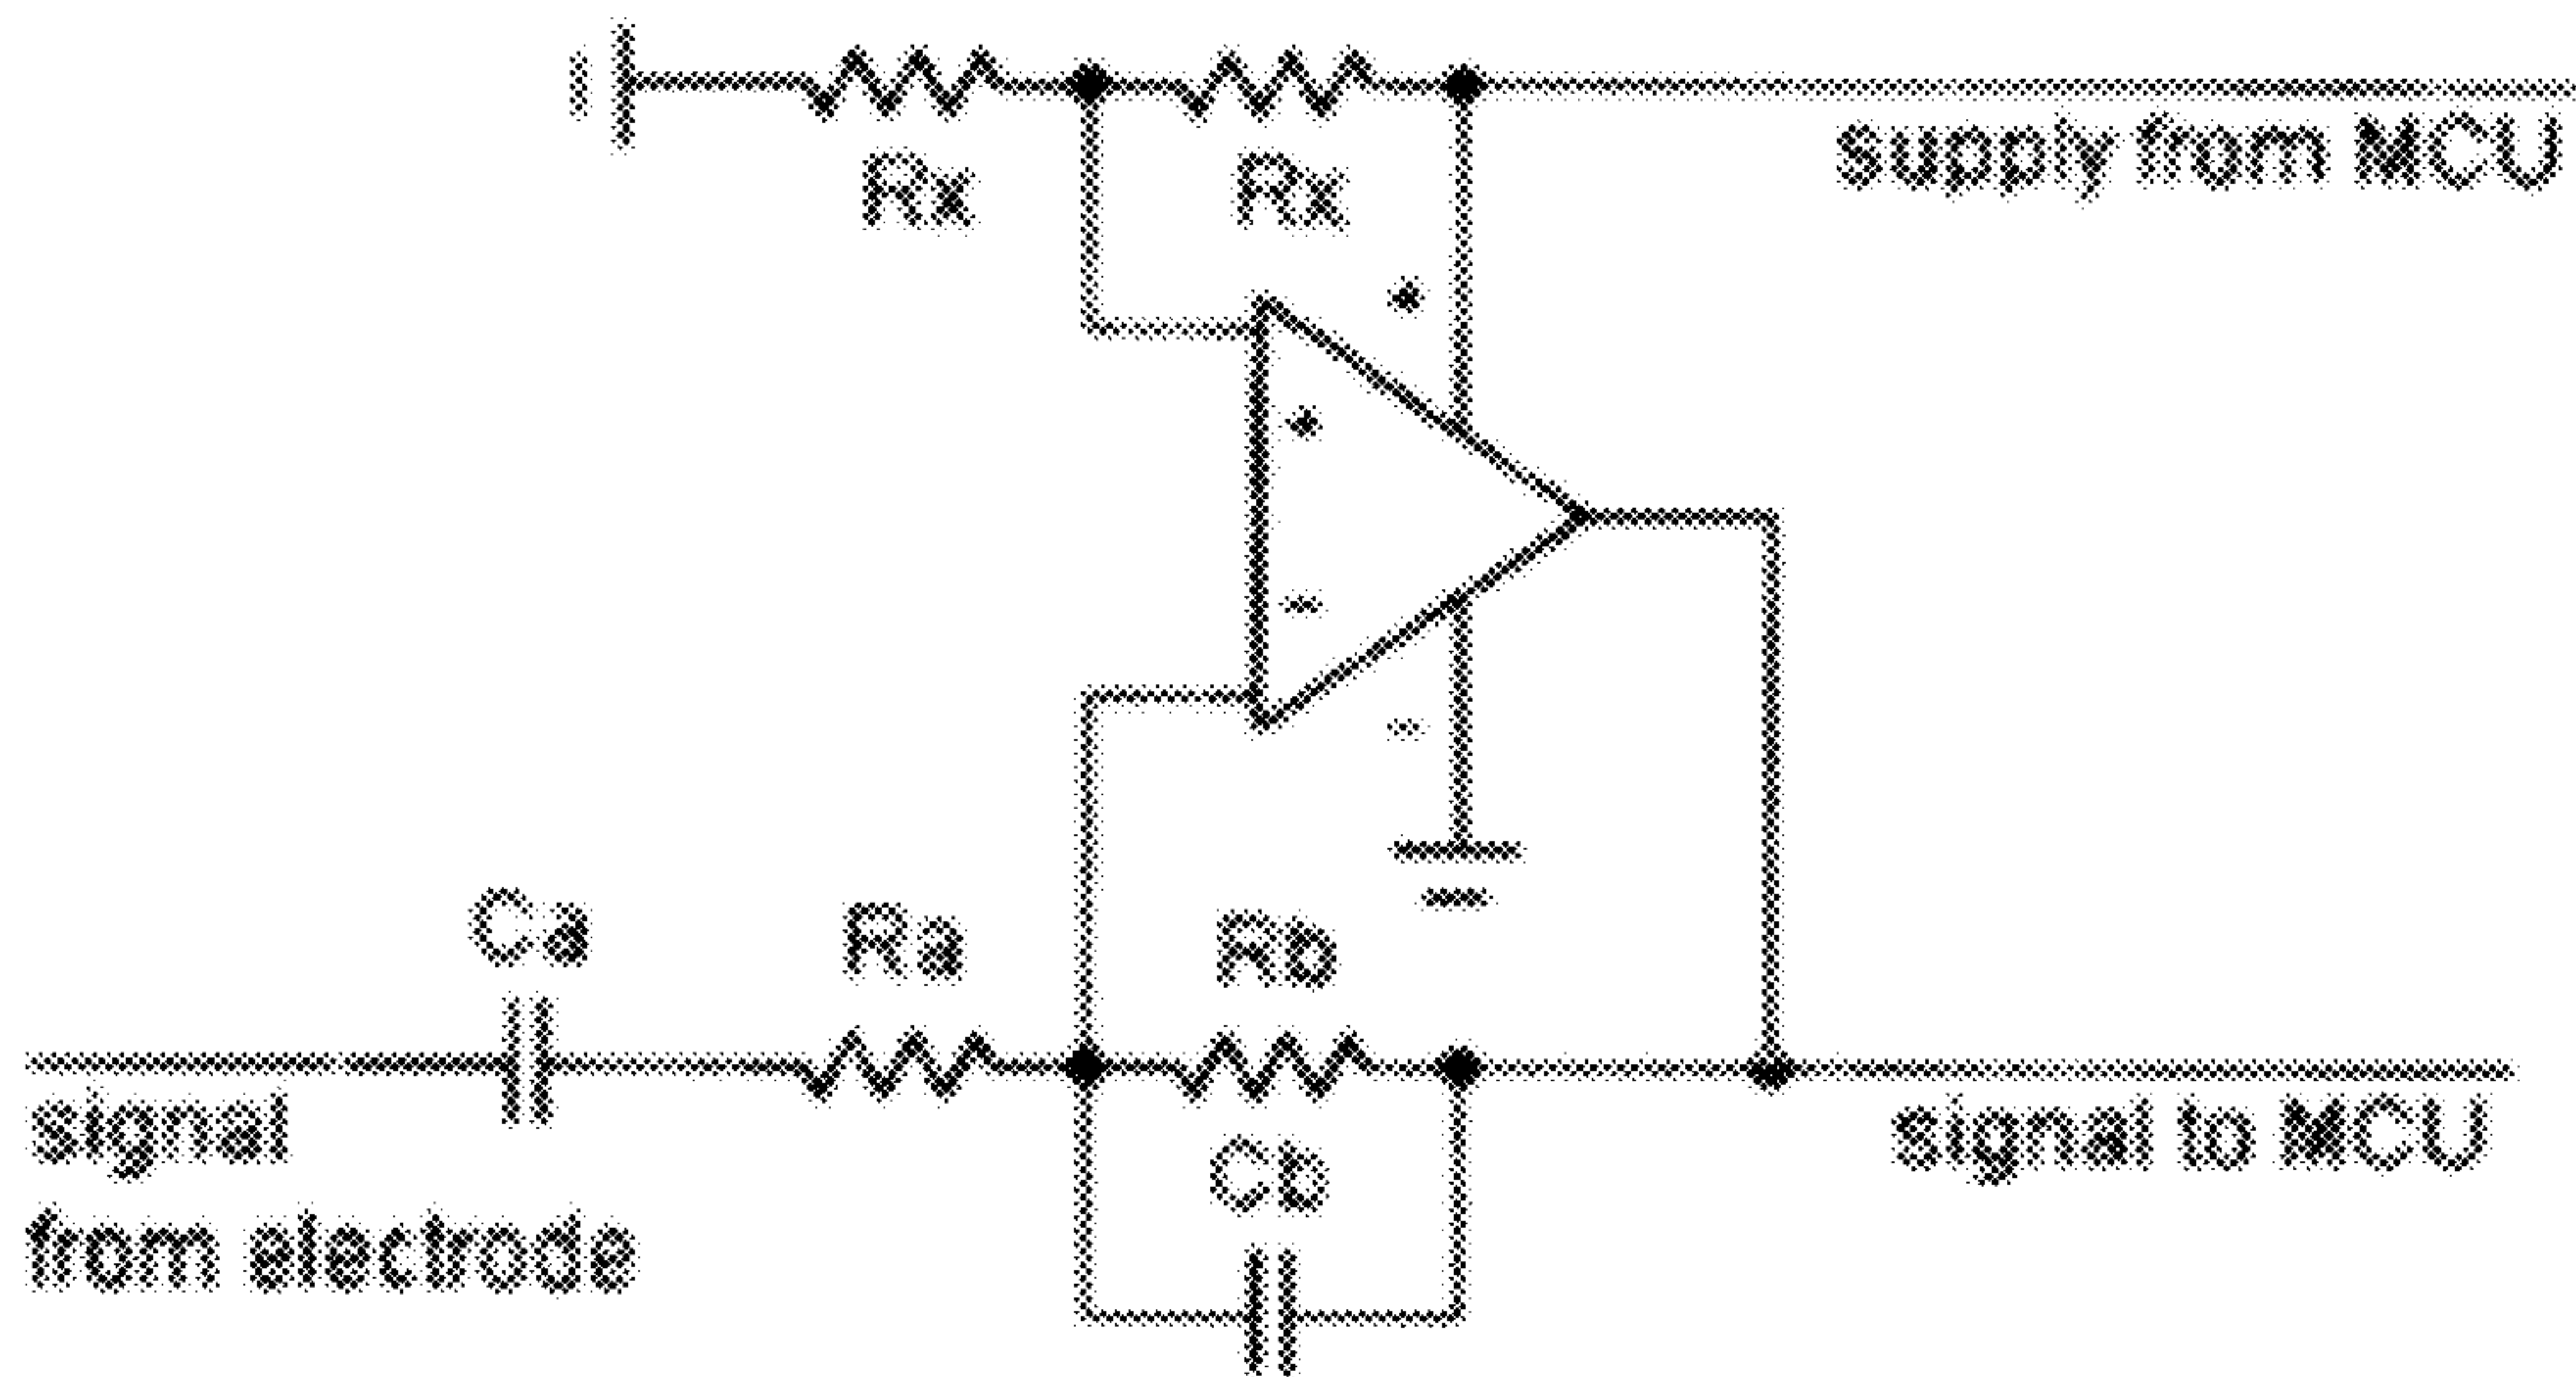 supply from MCU
Rx
Rx
+
+
-
-
Ca
Ra
Rb
signal
from electrode
Cb
signal to MCU